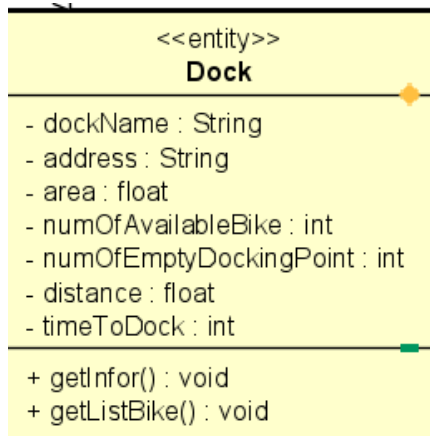 <<entity>>
Dock
- dockName : String
- address : String
- area : float
- numOfAvailableBike : int
- numOfEmptyDockingPoint : int
- distance : float
- timeToDock : int
+ getInfor() : void
+ getListBike() : void